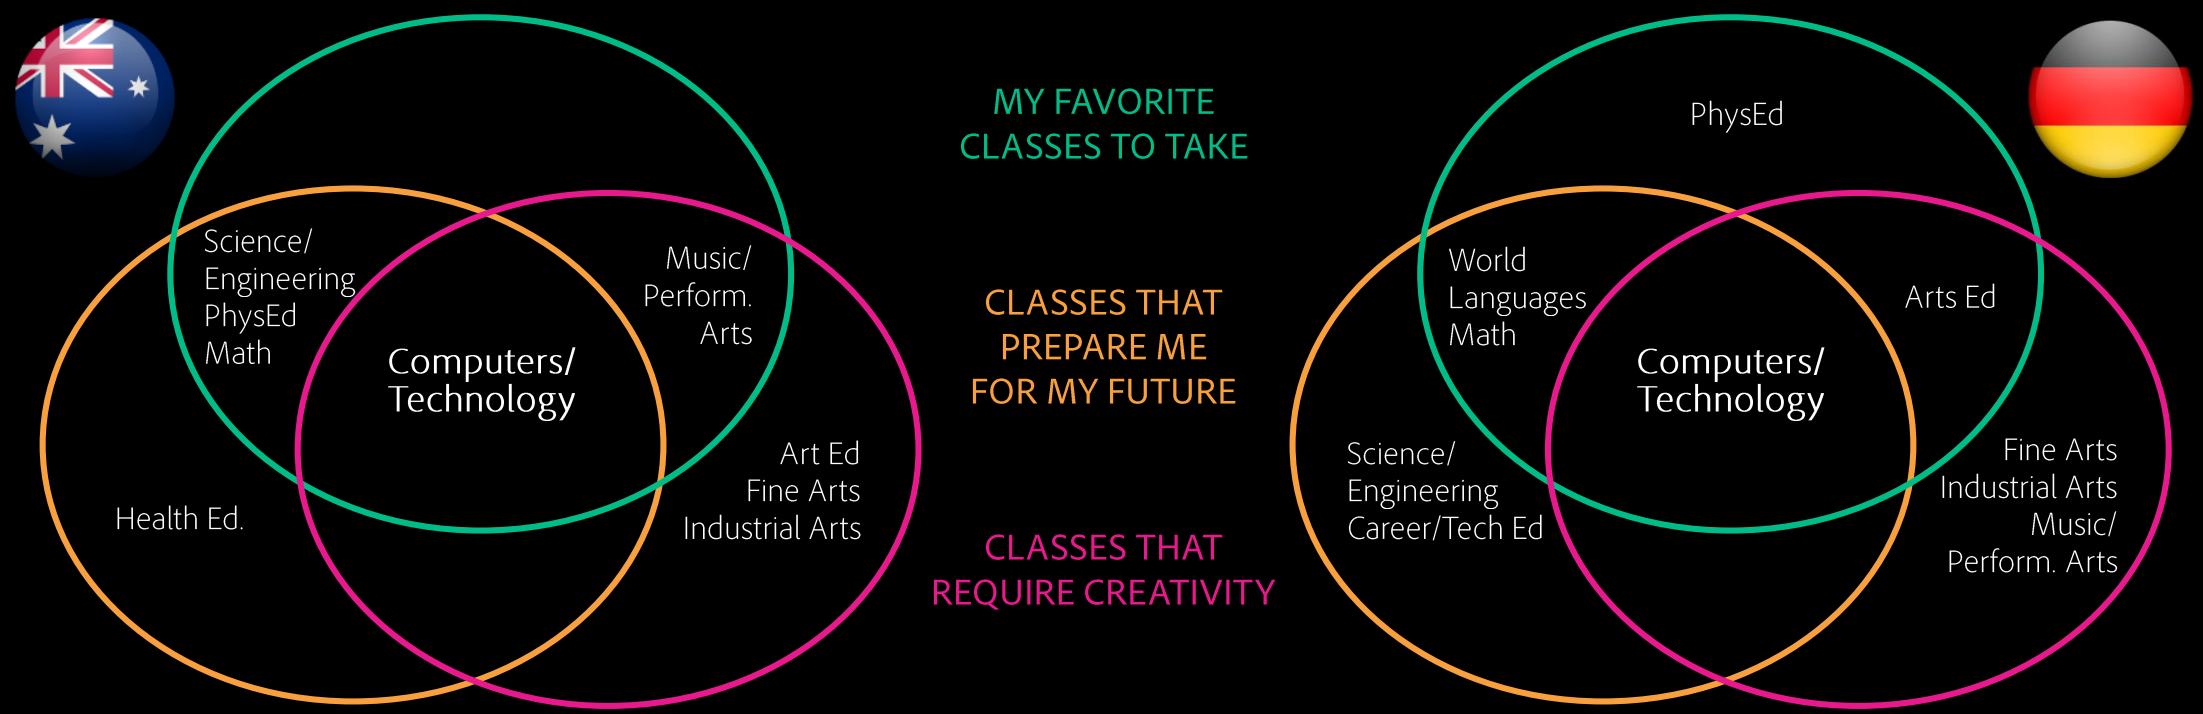 Science/
Engineering
PhysEd
Math
Music/
Perform.
Arts
Computers/
Technology
Health Ed.
Art Ed
Fine Arts
Industrial Arts
MY FAVORITE
CLASSES TO TAKE
CLASSES THAT
PREPARE ME
FOR MY FUTURE
CLASSES THAT
REQUIRE CREATIVITY
PhysEd
World
Languages
Math
Arts Ed
Computers/
Technology
Science/
Engineering
Career/Tech Ed
Fine Arts
Industrial Arts
Music/
Perform. Arts